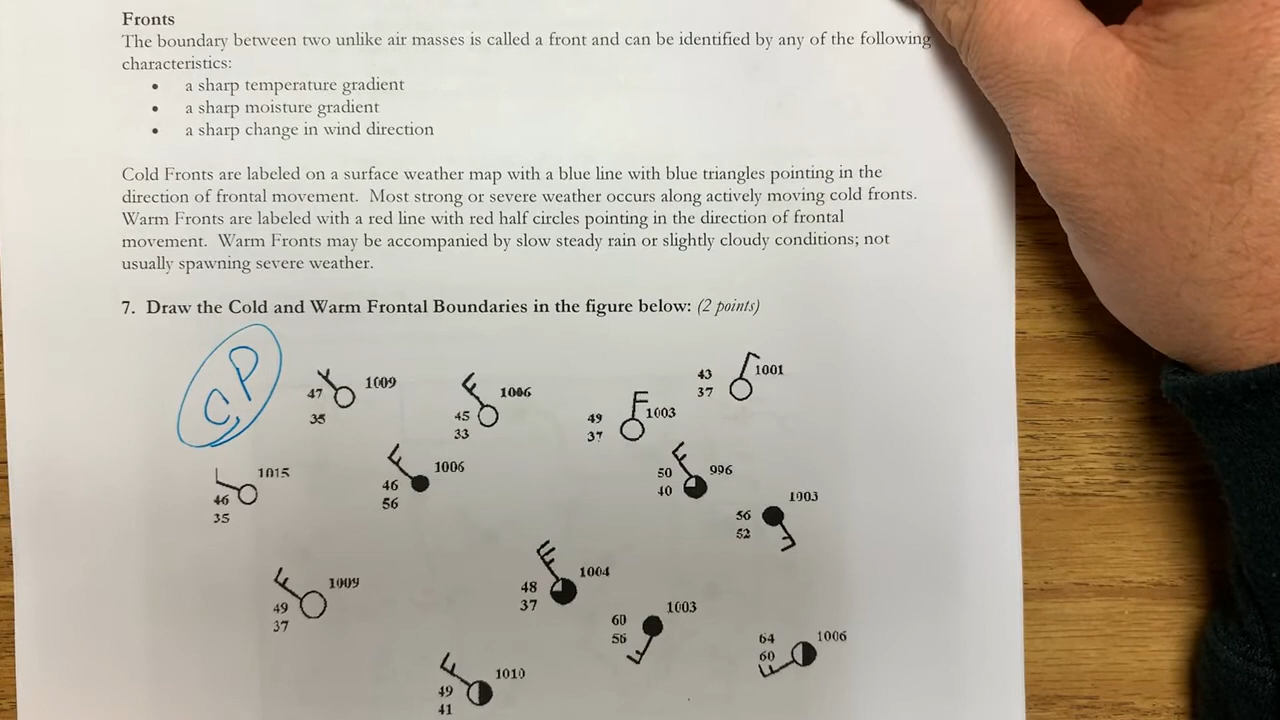 Fronts
The boundary between two unlike air masses is called a front and can be identified by any of the following
characteristics:
• a sharp temperature gradient
• a sharp moisture gradient
• a sharp change in wind direction
Cold Fronts are labeled on a surface weather map with a blue line with blue triangles pointing in the
direction of frontal movement. Most strong or severe weather occurs along actively moving cold fronts.
Warm Fronts are labeled with a red line with red half circles pointing in the direction of frontal
movement. Warm Fronts may be accompanied by slow steady rain or slightly cloudy conditions; not
usually spawning severe weather.
7. Draw the Cold and Warm Frontal Boundaries in the figure below: (2 points)
CP
47 1009
35
45 1006
33
49 1003
37
43 1001
37
46 1015
35
46 1006
56
50 996
40
56 1003
52
49 1009
37
48 1004
37
60 1003
56
64 1006
60
49 1010
41